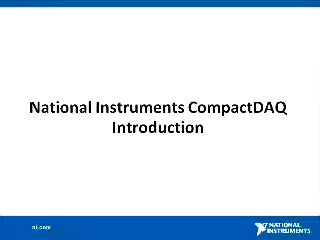 National Instruments CompactDAQ
Introduction
ni.com
NATIONAL
INSTRUMENTS